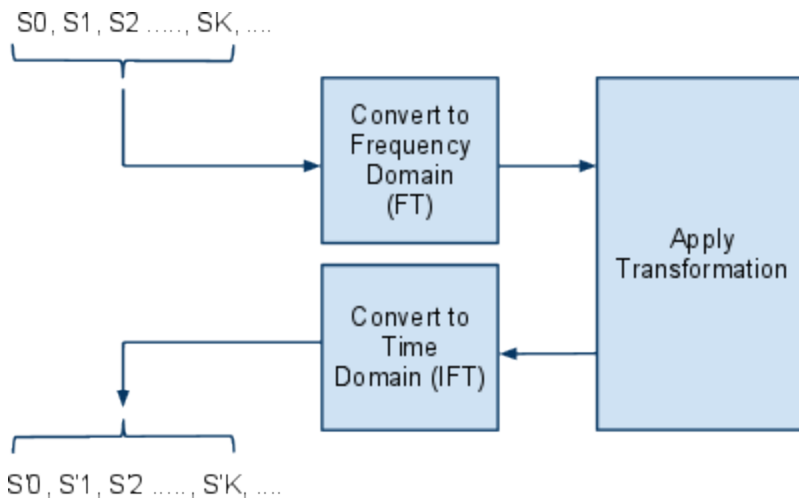 S0, S1, S2 ....., SK, ....
Convert to
Frequency
Domain
(FT)
Apply
Transformation
Convert to
Time
Domain (IFT)
S'0, S'1, S'2 ....., S'K, ....